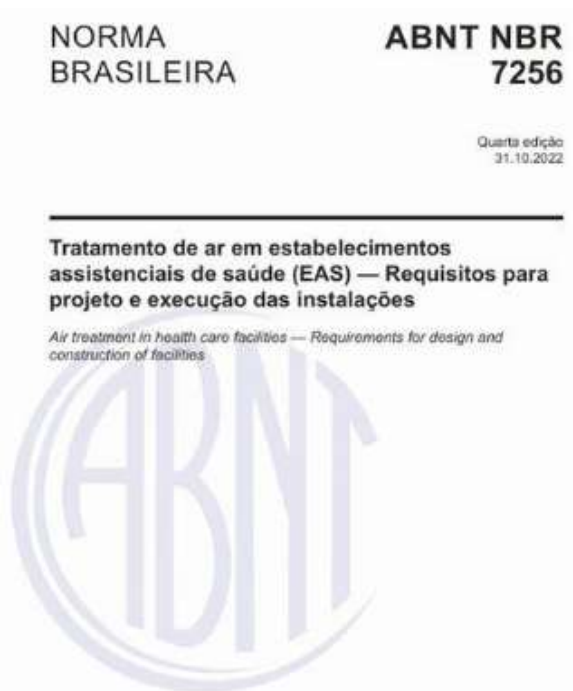 NORMA
BRASILEIRA
ABNT NBR
7256
Quarta edição
31.10.2022
Tratamento de ar em estabelecimentos
assistenciais de saúde (EAS) — Requisitos para
projeto e execução das instalações
Air treatment in health care facilities — Requirements for design and
construction of facilities
ABNT